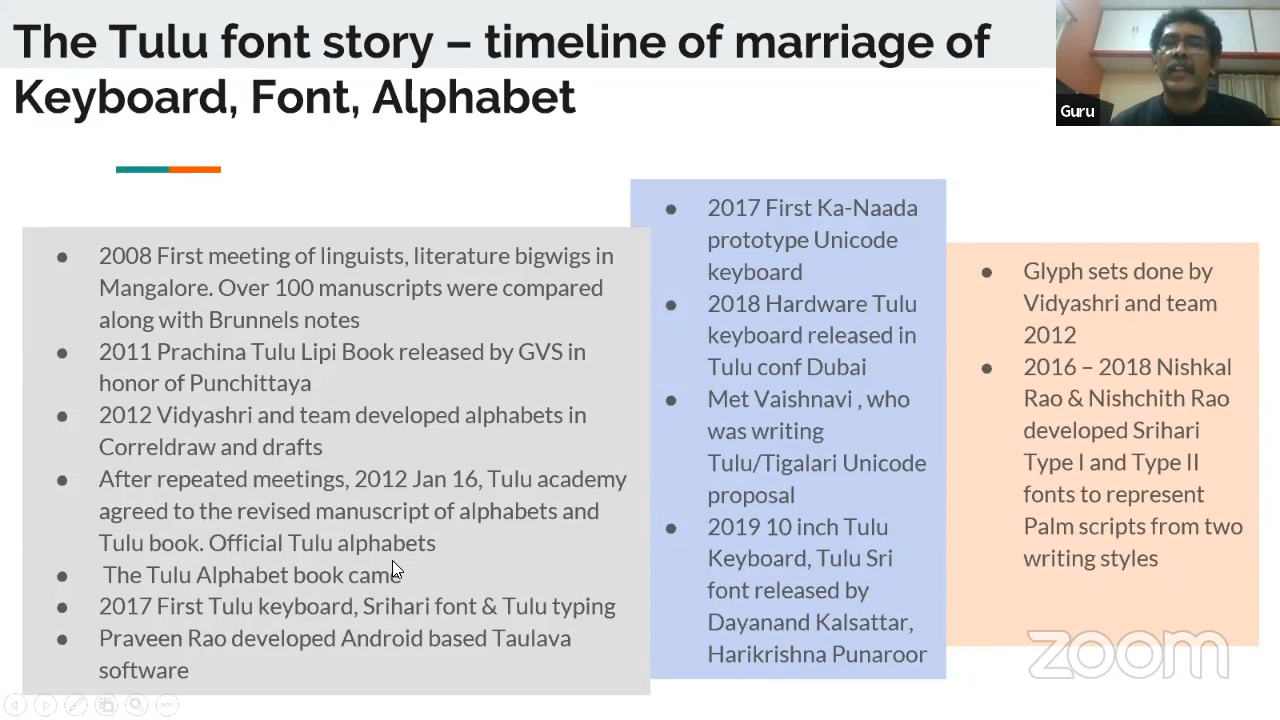 The Tulu font story – timeline of marriage of
Keyboard, Font, Alphabet
Guru
2008 First meeting of linguists, literature bigwigs in
Mangalore. Over 100 manuscripts were compared
along with Brunnels notes
2011 Prachina Tulu Lipi Book released by GVS in
honor of Punchittaya
2012 Vidyashri and team developed alphabets in
Correldraw and drafts
After repeated meetings, 2012 Jan 16, Tulu academy
agreed to the revised manuscript of alphabets and
Tulu book. Official Tulu alphabets
The Tulu Alphabet book came
2017 First Tulu keyboard, Srihari font & Tulu typing
Praveen Rao developed Android based Taulava
software
2017 First Ka-Naada
prototype Unicode
keyboard
2018 Hardware Tulu
keyboard released in
Tulu conf Dubai
Met Vaishnavi , who
was writing
Tulu/Tigalari Unicode
proposal
2019 10 inch Tulu
Keyboard, Tulu Sri
font released by
Dayanand Kalsattar,
Harikrishna Punaroor
Glyph sets done by
Vidyashri and team
2012
2016 – 2018 Nishkal
Rao & Nishchith Rao
developed Srihari
Type I and Type II
fonts to represent
Palm scripts from two
writing styles
zoom